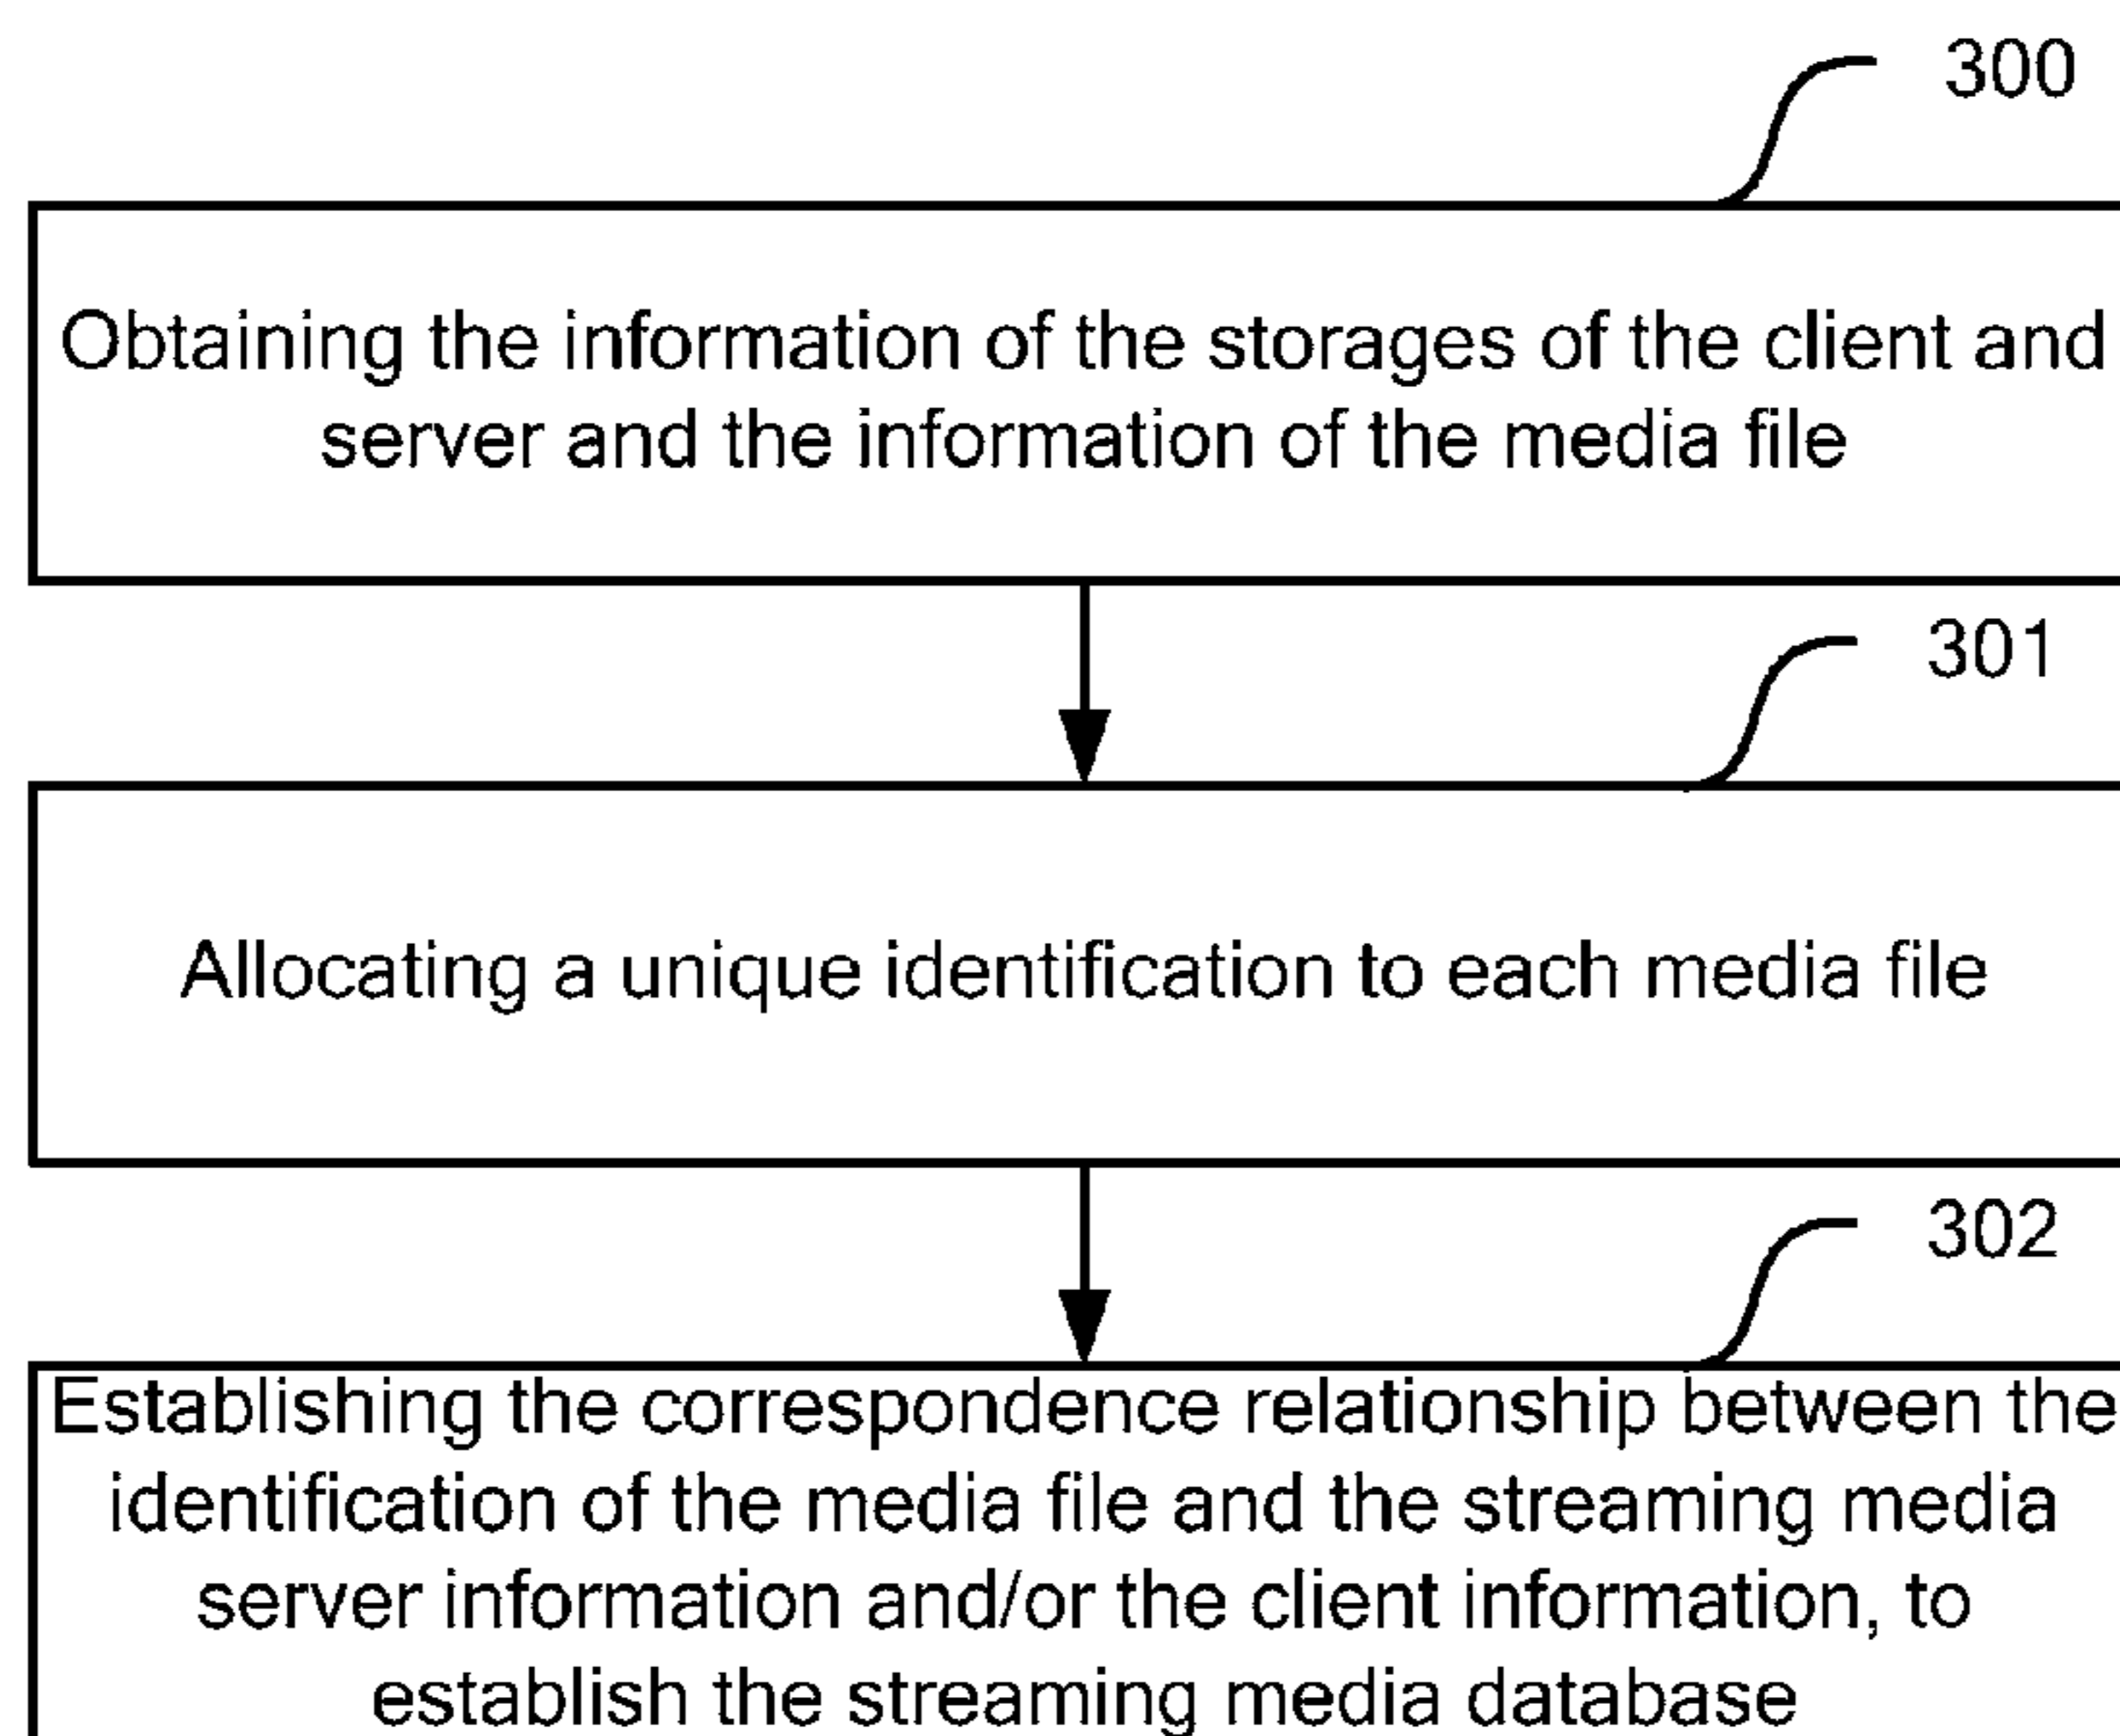 300
Obtaining the information of the storages of the client and
server and the information of the media file
301
Allocating a unique identification to each media file
302
Establishing the correspondence relationship between the
identification of the media file and the streaming media
server information and/or the client information, to
establish the streaming media database